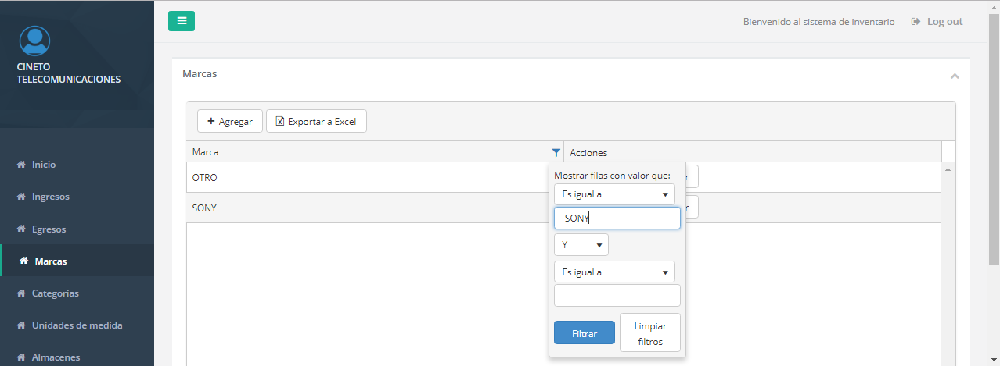 Bienvenido al sistema de inventario
Log out
CINETO
TELECOMUNICACIONES
Inicio
Ingresos
Egresos
Marcas
Categorías
Unidades de medida
Almacenes
Marcas
Agregar
Exportar a Excel
Marca
Acciones
OTRO
SONY
Mostrar filas con valor que:
Es igual a
SONY
Y
Es igual a
Filtrar
Limpiar
filtros